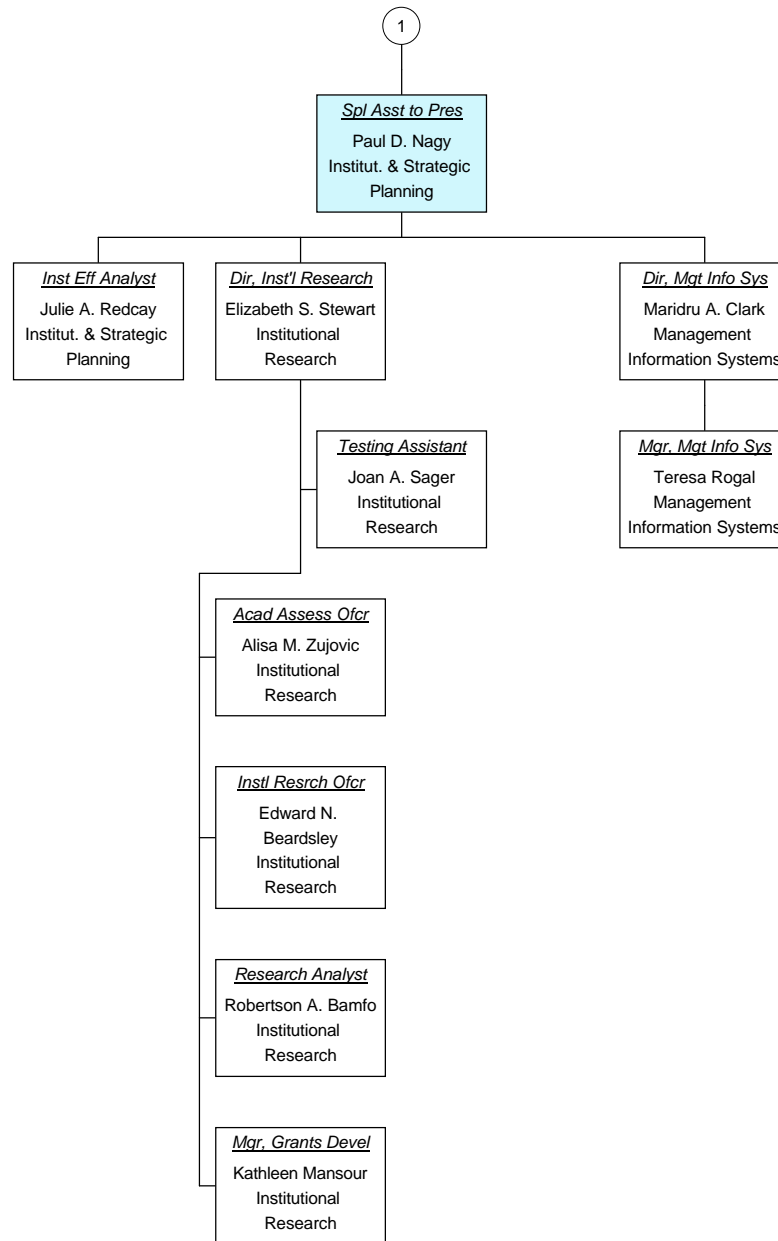 1
Spl Asst to Pres
Paul D. Nagy
Institut. & Strategic
Planning
Inst Eff Analyst
Julie A. Redcay
Institut. & Strategic
Planning
Dir, Inst'l Research
Elizabeth S. Stewart
Institutional
Research
Dir, Mgt Info Sys
Maridru A. Clark
Management
Information Systems
Testing Assistant
Joan A. Sager
Institutional
Research
Mgr, Mgt Info Sys
Teresa Rogal
Management
Information Systems
Acad Assess Ofcr
Alisa M. Zujovic
Institutional
Research
Instl Resrch Ofcr
Edward N.
Beardsley
Institutional
Research
Research Analyst
Robertson A. Bamfo
Institutional
Research
Mgr, Grants Devel
Kathleen Mansour
Institutional
Research